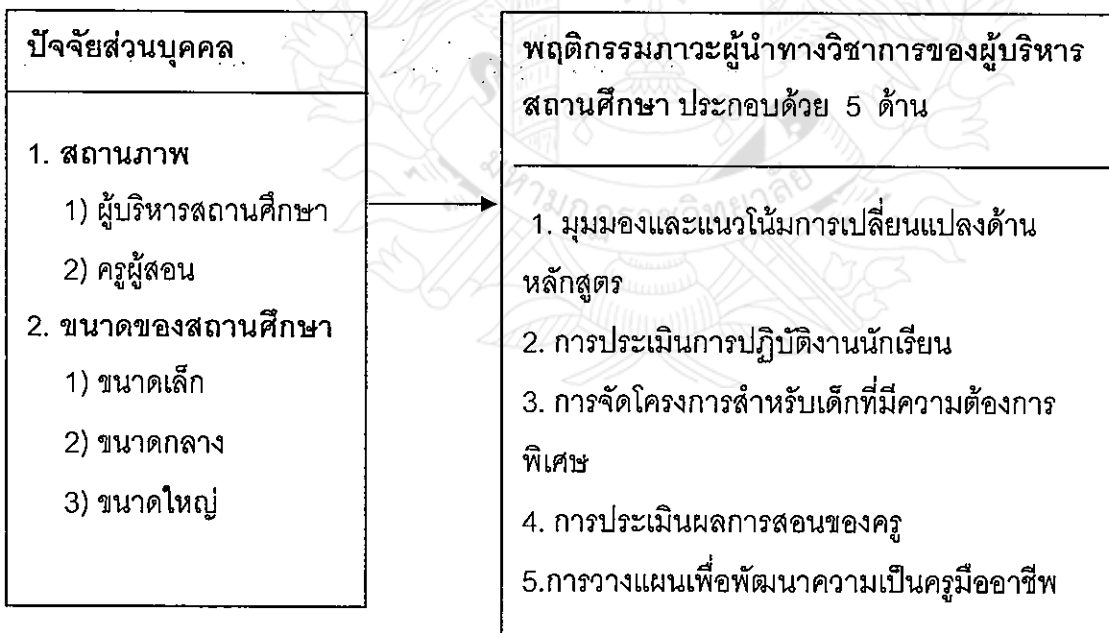 ปัจจัยส่วนบุคคล
1. สถานภาพ
1) ผู้บริหารสถานศึกษา
2) ครูผู้สอน
2. ขนาดของสถานศึกษา
1) ขนาดเล็ก
2) ขนาดกลาง
3) ขนาดใหญ่
พฤติกรรมภาวะผู้นำทางวิชาการของผู้บริหาร
สถานศึกษา ประกอบด้วย 5 ด้าน
1. มุมมองและแนวโน้มการเปลี่ยนแปลงด้าน
หลักสูตร
2. การประเมินการปฏิบัติงานนักเรียน
3. การจัดโครงการสำหรับเด็กที่มีความต้องการ
พิเศษ
4. การประเมินผลการสอนของครู
5.การวางแผนเพื่อพัฒนาความเป็นครูมืออาชีพ